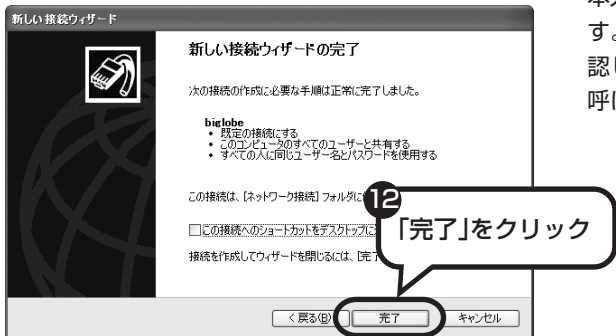 新しい接続ウィザード
新しい接続ウィザードの完了
次の接続の作成に必要な手順は正常に完了しました。
biglobe
• 既定の接続にする
• このコンピュータのすべてのユーザーと共有する
• すべての人に同じユーザー名とパスワードを使用する
この接続は、[ネットワーク接続] フォルダに
この接続へのショートカットをデスクトップに
接続を作成してウィザードを閉じるには、[完了
12
「完了」をクリック
< 戻る(B)
完了
キャンセル
す。
認し
呼